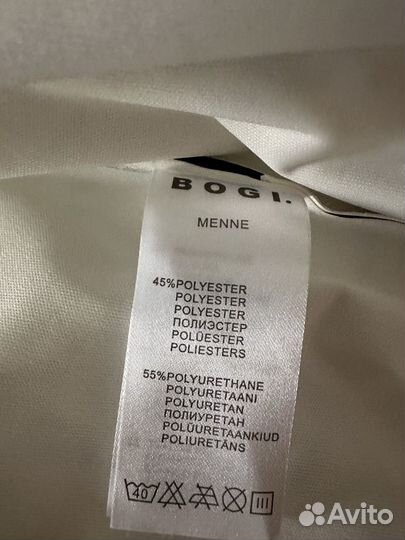 BOGI.
MENNE
45%POLYESTER
POLYESTER
POLYESTER
ПОЛИЭСТЕР
POLÜESTER
POLIESTERS
55%POLYURETHANE
POLYURETAANI
POLYURETAN
ПОЛИУРЕТАН
POLÜURETAANKIUD
POLIURETĀNS
40
Avito